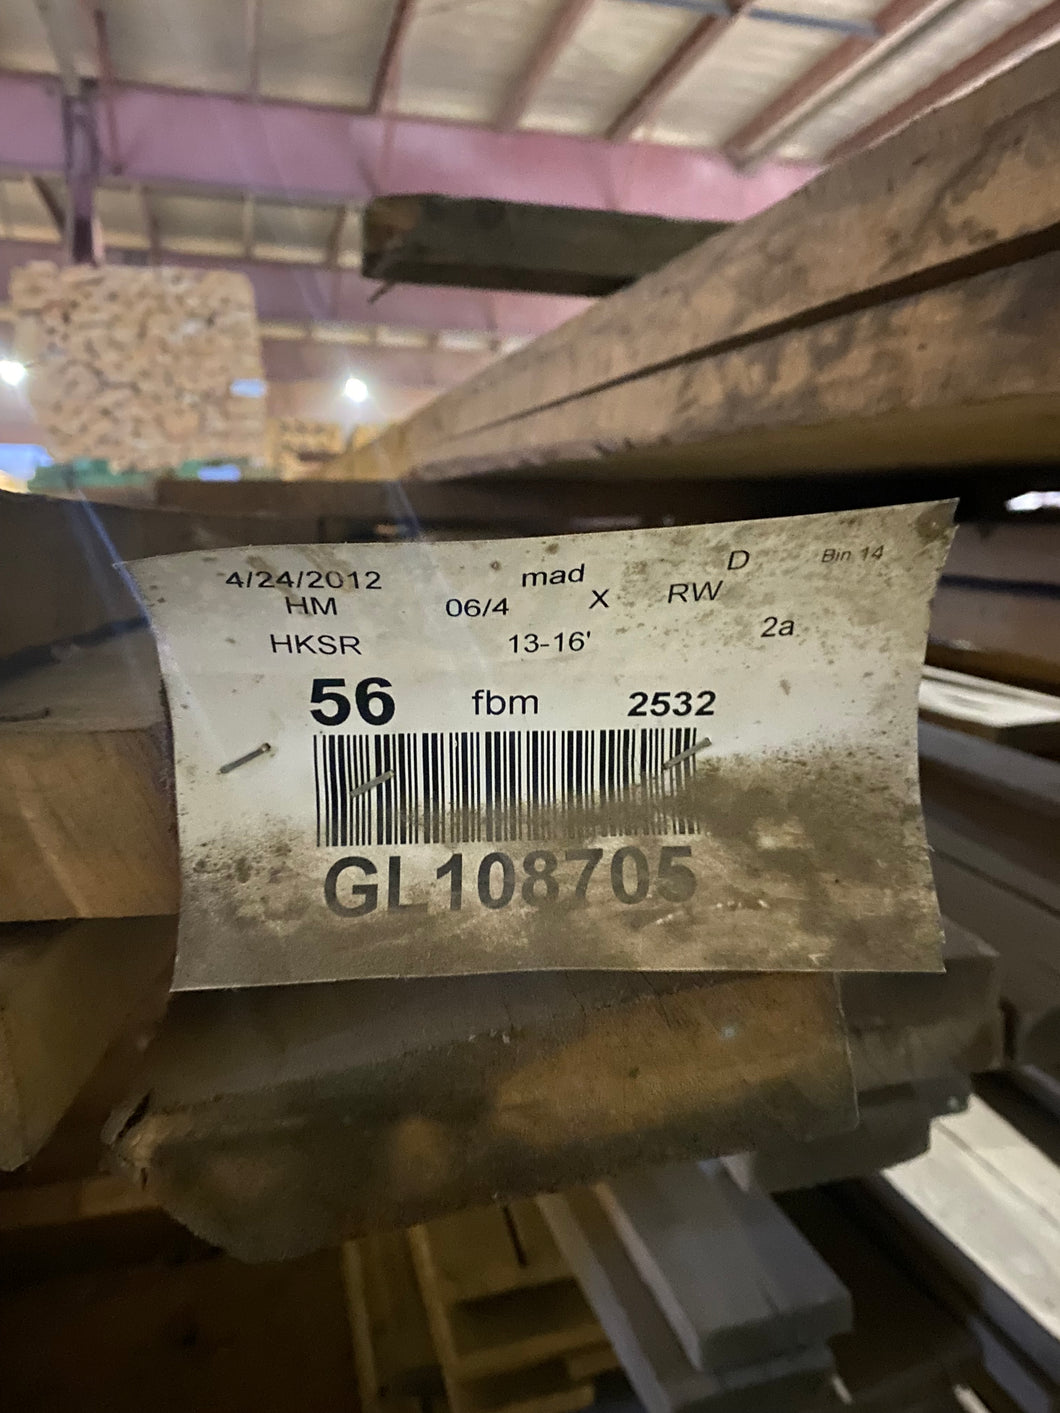 4/24/2012 mad D Bin 14
HM 06/4 X RW
HKSR 13-16' 2a
56 fbm 2532
GL108705